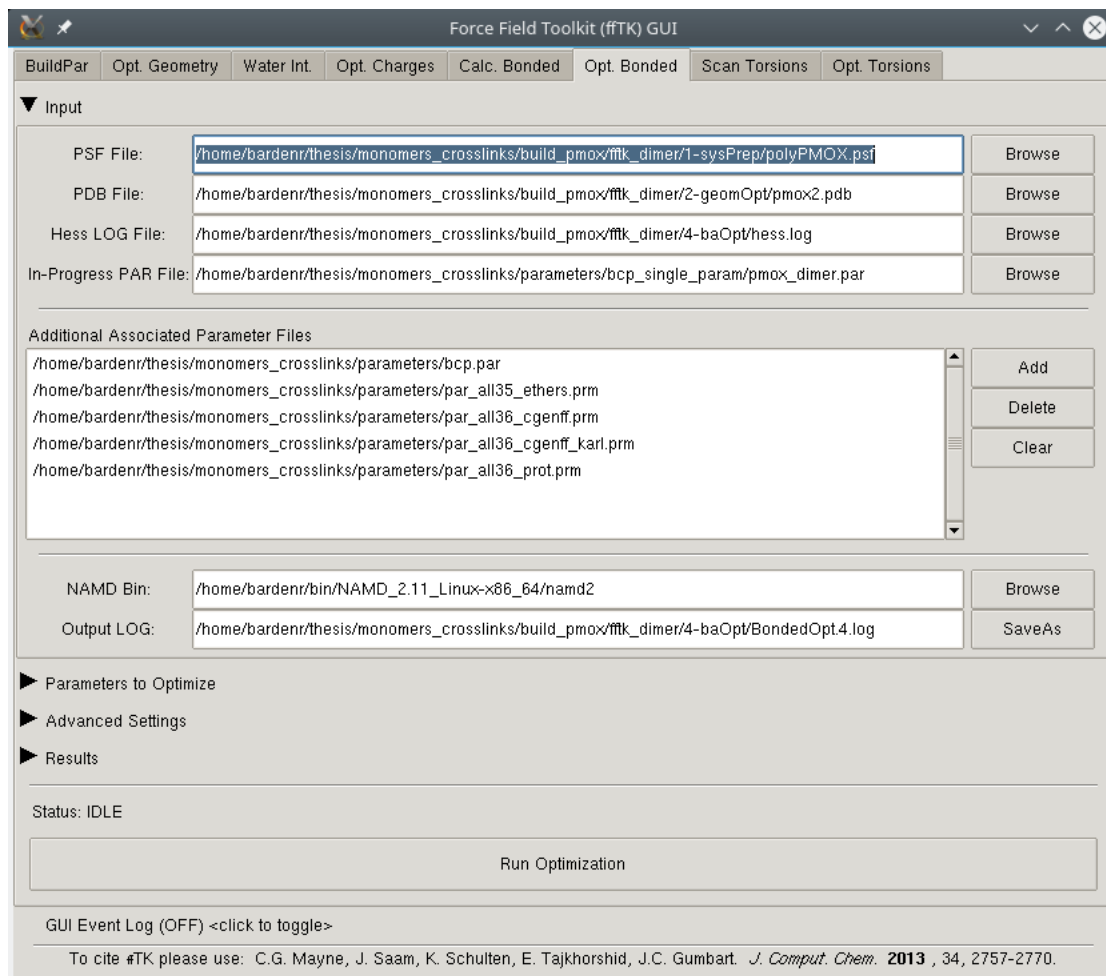 Force Field Toolkit (ffTK) GUI
BuildPar Opt. Geometry Water Int. Opt. Charges Calc. Bonded Opt. Bonded Scan Torsions Opt. Torsions
Input
PSF File: /home/bardenr/thesis/monomers_crosslinks/build_pmox/fftk_dimer/1-sysPrep/polyPMOX.psf Browse
PDB File: /home/bardenr/thesis/monomers_crosslinks/build_pmox/fftk_dimer/2-geomOpt/pmox2.pdb Browse
Hess LOG File: /home/bardenr/thesis/monomers_crosslinks/build_pmox/fftk_dimer/4-baOpt/hess.log Browse
In-Progress PAR File: /home/bardenr/thesis/monomers_crosslinks/parameters/bcp_single_param/pmox_dimer.par Browse
Additional Associated Parameter Files
/home/bardenr/thesis/monomers_crosslinks/parameters/bcp.par Add
/home/bardenr/thesis/monomers_crosslinks/parameters/par_all35_ethers.prm
/home/bardenr/thesis/monomers_crosslinks/parameters/par_all36_cgenff.prm Delete
/home/bardenr/thesis/monomers_crosslinks/parameters/par_all36_cgenff_karl.prm Clear
/home/bardenr/thesis/monomers_crosslinks/parameters/par_all36_prot.prm
NAMD Bin: /home/bardenr/bin/NAMD_2.11_Linux-x86_64/namd2 Browse
Output LOG: /home/bardenr/thesis/monomers_crosslinks/build_pmox/fftk_dimer/4-baOpt/BondedOpt.4.log SaveAs
Parameters to Optimize
Advanced Settings
Results
Status: IDLE
Run Optimization
GUI Event Log (OFF) <click to toggle>
To cite ffTK please use: C.G. Mayne, J. Saam, K. Schulten, E. Tajkhorshid, J.C. Gumbart. J. Comput. Chem. 2013 , 34, 2757-2770.